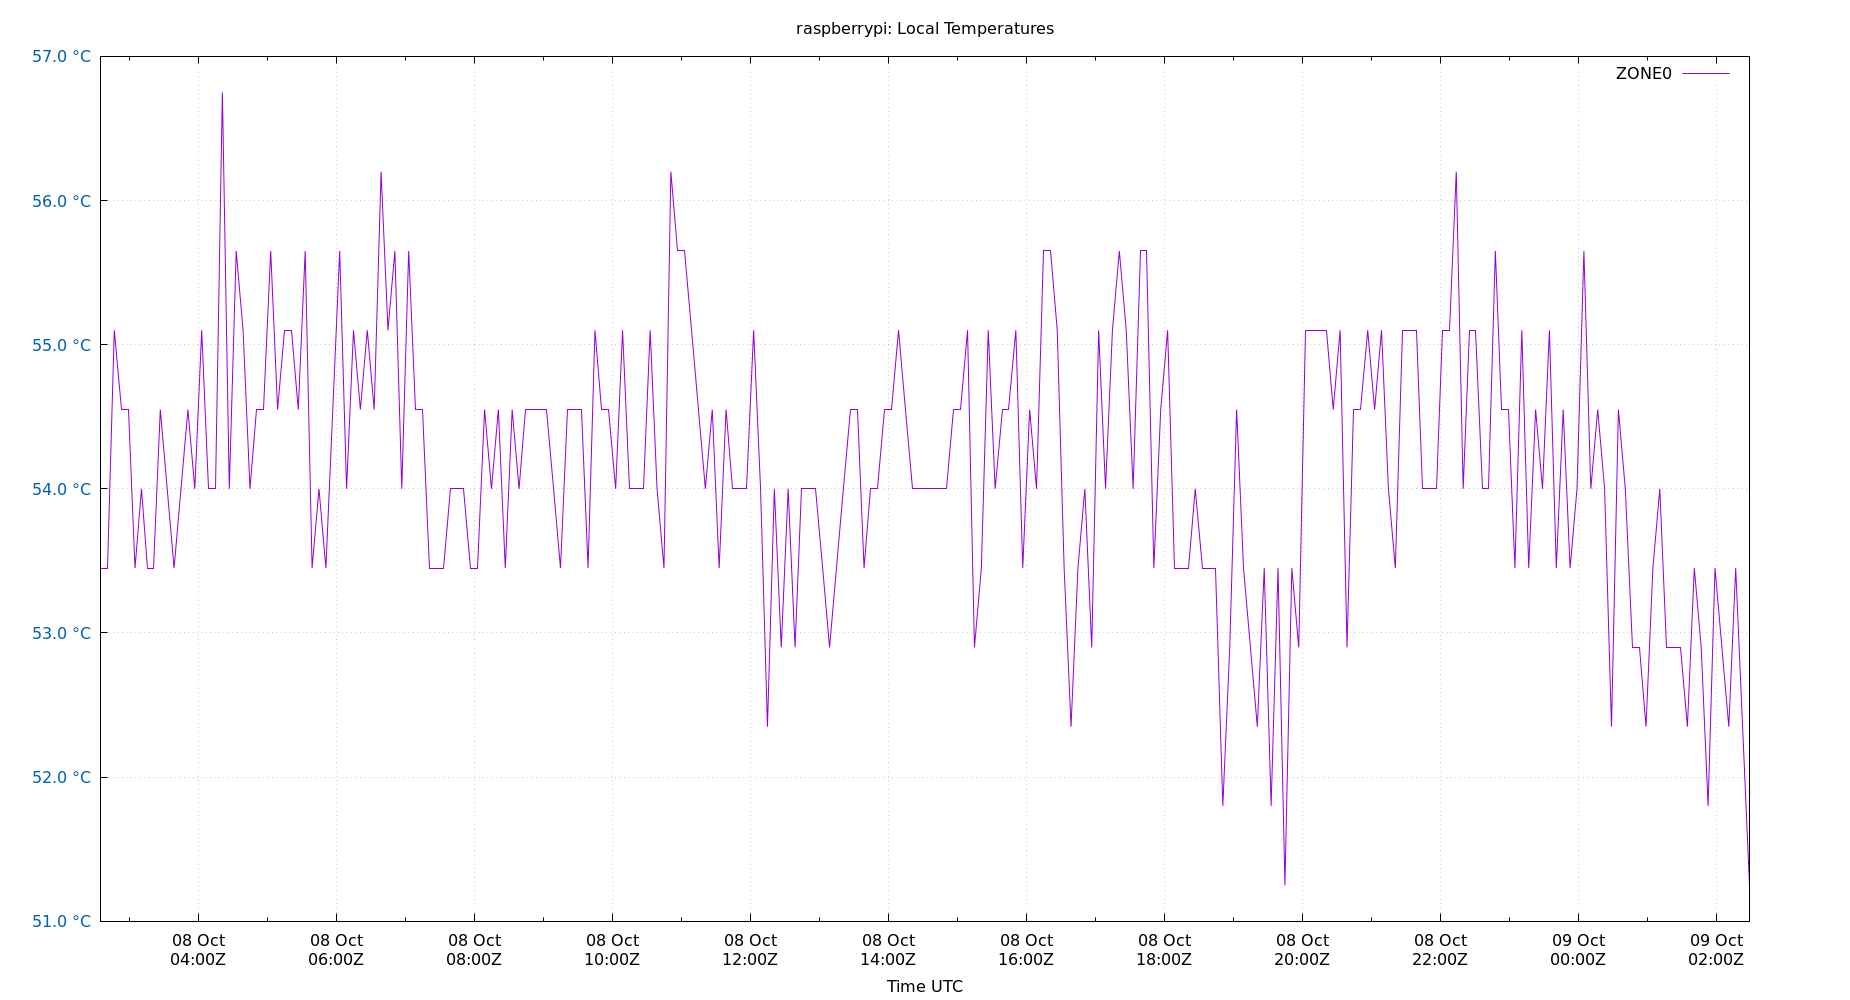 raspberrypi: Local Temperatures
57.0 °C
ZONE0
56.0 °C
55.0 °C
54.0 °C
53.0 °C
52.0 °C
51.0 °C
08 Oct 08 Oct 08 Oct 08 Oct 08 Oct 08 Oct 08 Oct 08 Oct 08 Oct 08 Oct 09 Oct 09 Oct
04:00Z 06:00Z 08:00Z 10:00Z 12:00Z 14:00Z 16:00Z 18:00Z 20:00Z 22:00Z 00:00Z 02:00Z
Time UTC